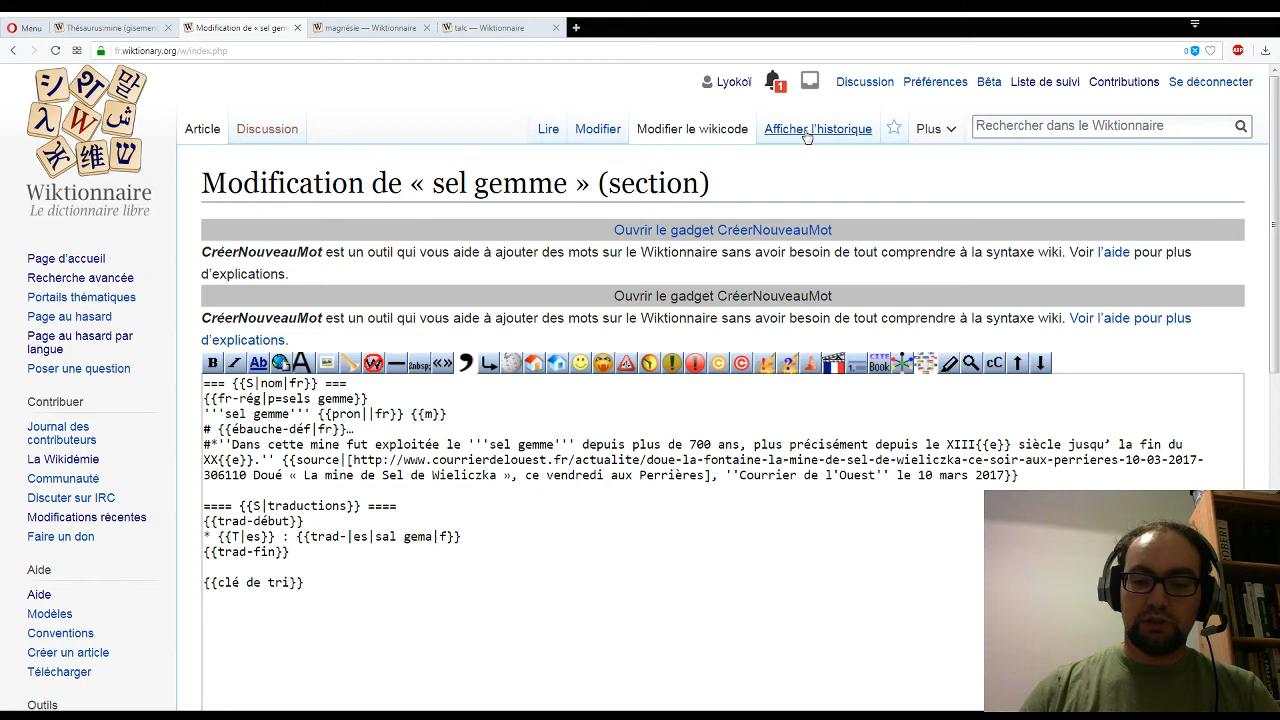 Menu
Thésaurus:mine (gisemen
Modification de « sel gem
magnésie — Wiktionnaire
talc — Wiktionnaire
fr.wiktionary.org/w/index.php
0
ABP
Lyokoï
1
Discussion
Préférences
Bêta
Liste de suivi
Contributions
Se déconnecter
Article
Discussion
Lire
Modifier
Modifier le wikicode
Afficher l'historique
Plus
Rechercher dans le Wiktionnaire
Wiktionnaire
Le dictionnaire libre
Page d'accueil
Recherche avancée
Portails thématiques
Page au hasard
Page au hasard par
langue
Poser une question
Contribuer
Journal des
contributeurs
La Wikidémie
Communauté
Discuter sur IRC
Modifications récentes
Faire un don
Aide
Aide
Modèles
Conventions
Créer un article
Télécharger
Outils
Modification de « sel gemme » (section)
Ouvrir le gadget CréerNouveauMot
CréerNouveauMot est un outil qui vous aide à ajouter des mots sur le Wiktionnaire sans avoir besoin de tout comprendre à la syntaxe wiki. Voir l'aide pour plus
d'explications.
Ouvrir le gadget CréerNouveauMot
CréerNouveauMot est un outil qui vous aide à ajouter des mots sur le Wiktionnaire sans avoir besoin de tout comprendre à la syntaxe wiki. Voir l'aide pour plus
d'explications.
=== {{S|nom|fr}} ===
{{fr-rég|p=sels gemme}}
'''sel gemme''' {{pron||fr}} {{m}}
# {{ébauche-déf|fr}}…
#*''Dans cette mine fut exploitée le '''sel gemme''' depuis plus de 700 ans, plus précisément depuis le XIII{{e}} siècle jusqu’ la fin du
XX{{e}}.'' {{source|[http://www.courrierdelouest.fr/actualite/doue-la-fontaine-la-mine-de-sel-de-wieliczka-ce-soir-aux-perrieres-10-03-2017-
306110 Doué « La mine de Sel de Wieliczka », ce vendredi aux Perrières], ''Courrier de l'Ouest'' le 10 mars 2017}}
==== {{S|traductions}} ====
{{trad-début}}
* {{T|es}} : {{trad-|es|sal gema|f}}
{{trad-fin}}
{{clé de tri}}